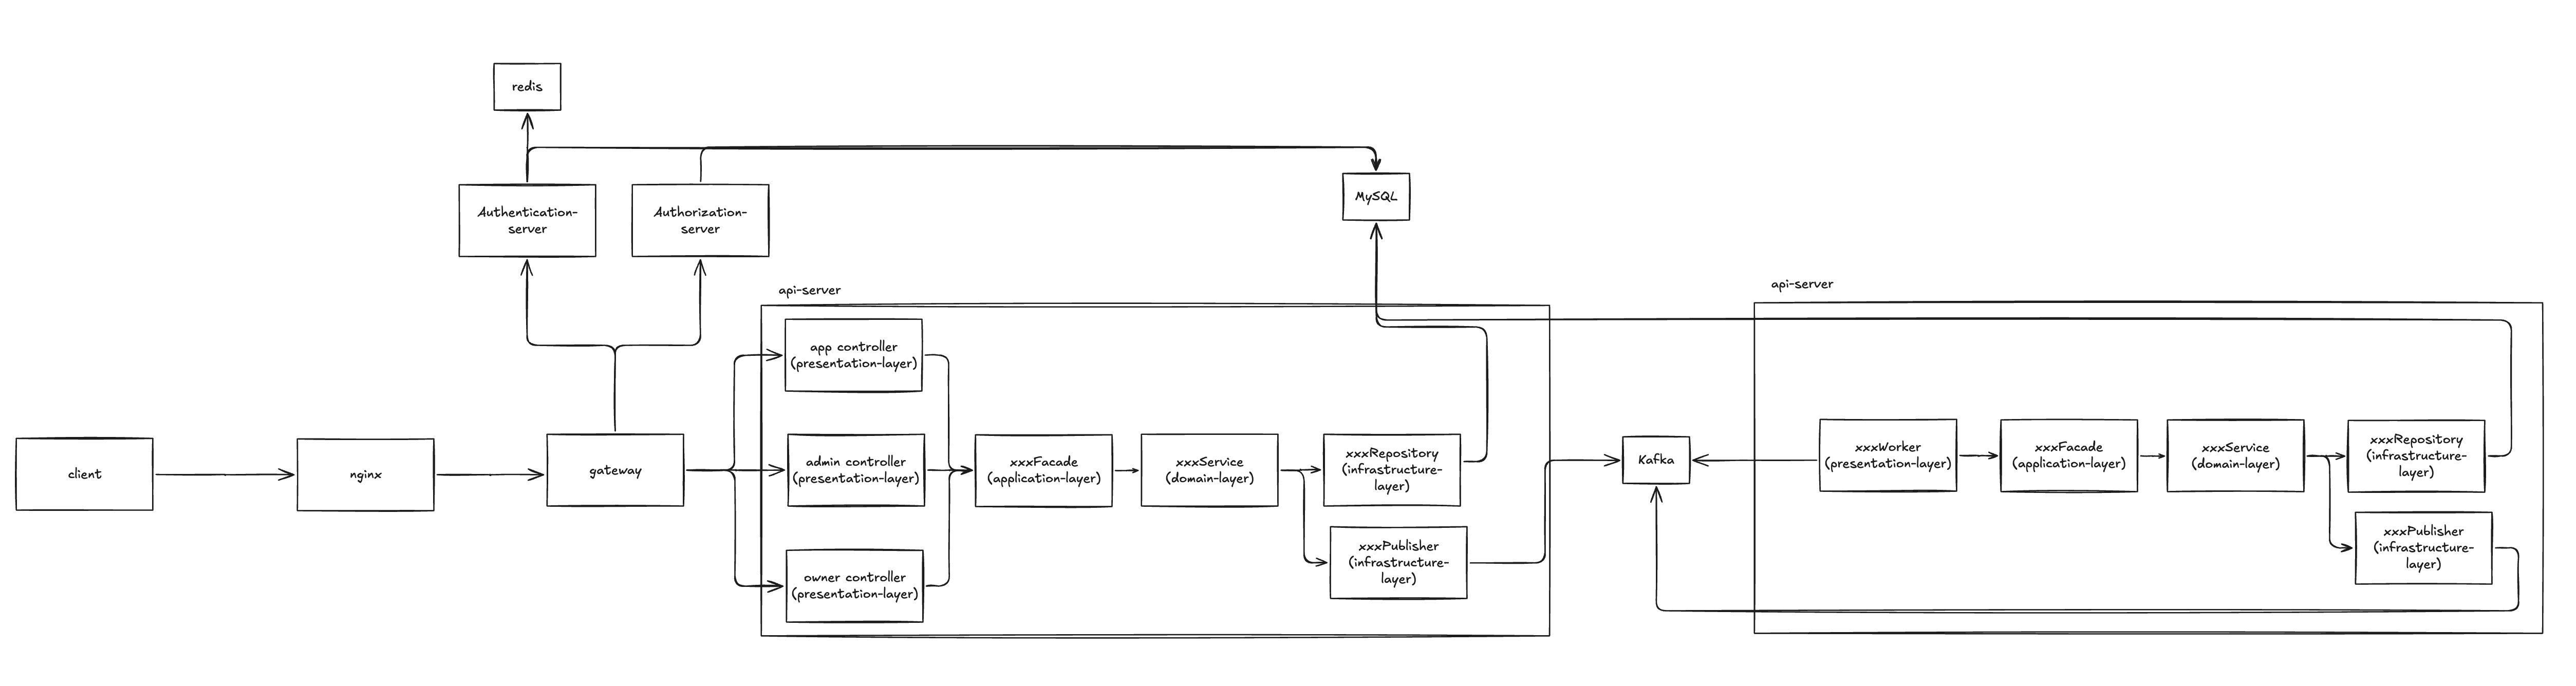 redis
Authentication-
server
Authorization-
server
MySQL
api-server
api-server
client
nginx
gateway
app controller
(presentation-layer)
admin controller
(presentation-layer)
owner controller
(presentation-layer)
xxxFacade
(application-layer)
xxxService
(domain-layer)
xxxRepository
(infrastructure-
layer)
xxxPublisher
(infrastructure-
layer)
Kafka
xxxWorker
(presentation-layer)
xxxFacade
(application-layer)
xxxService
(domain-layer)
xxxRepository
(infrastructure-
layer)
xxxPublisher
(infrastructure-
layer)